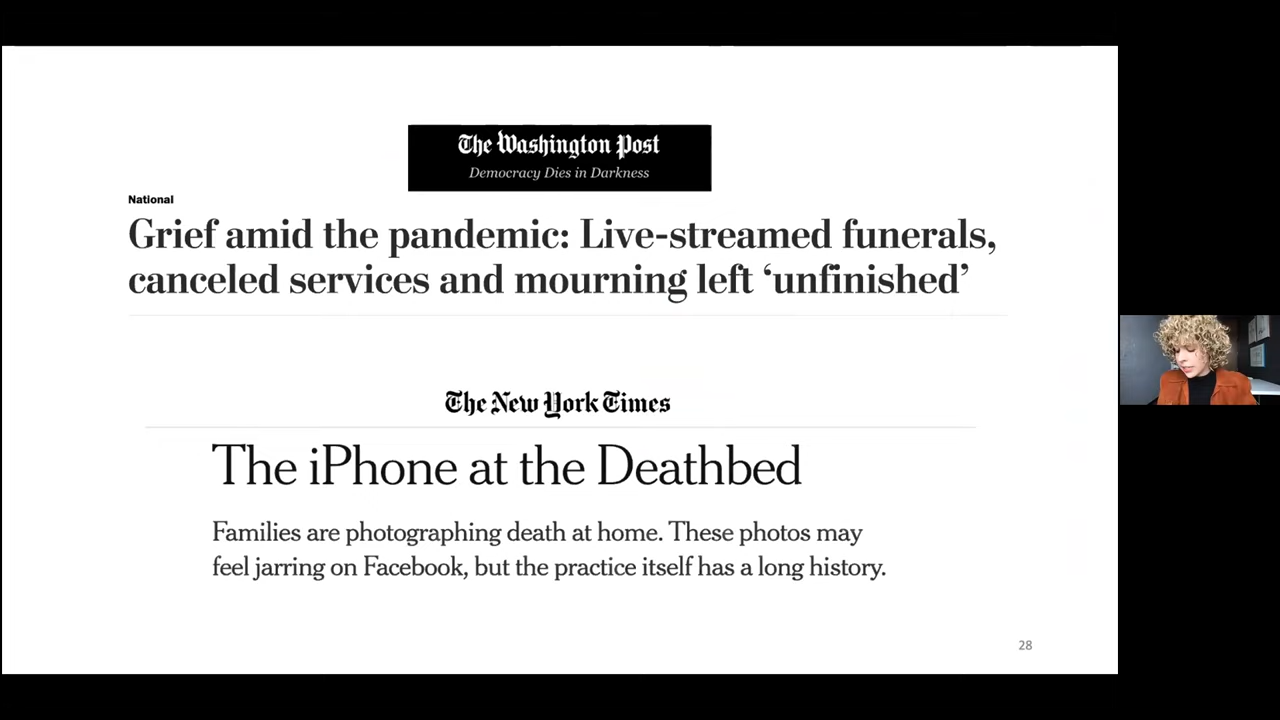 The Washington Post
Democracy Dies in Darkness
National
Grief amid the pandemic: Live-streamed funerals,
canceled services and mourning left ‘unfinished’
The New York Times
The iPhone at the Deathbed
Families are photographing death at home. These photos may
feel jarring on Facebook, but the practice itself has a long history.
28